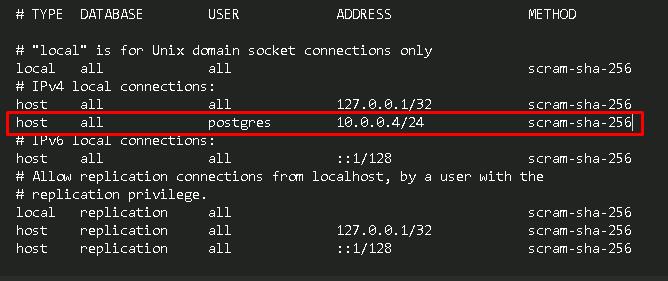 # TYPE  DATABASE        USER            ADDRESS                 METHOD
# "local" is for Unix domain socket connections only
local   all             all                                     scram-sha-256
# IPv4 local connections:
host    all             all             127.0.0.1/32            scram-sha-256
host    all             postgres        10.0.0.4/24             scram-sha-256
# IPv6 local connections:
host    all             all             ::1/128                 scram-sha-256
# Allow replication connections from localhost, by a user with the
# replication privilege.
local   replication     all                                     scram-sha-256
host    replication     all             127.0.0.1/32            scram-sha-256
host    replication     all             ::1/128                 scram-sha-256